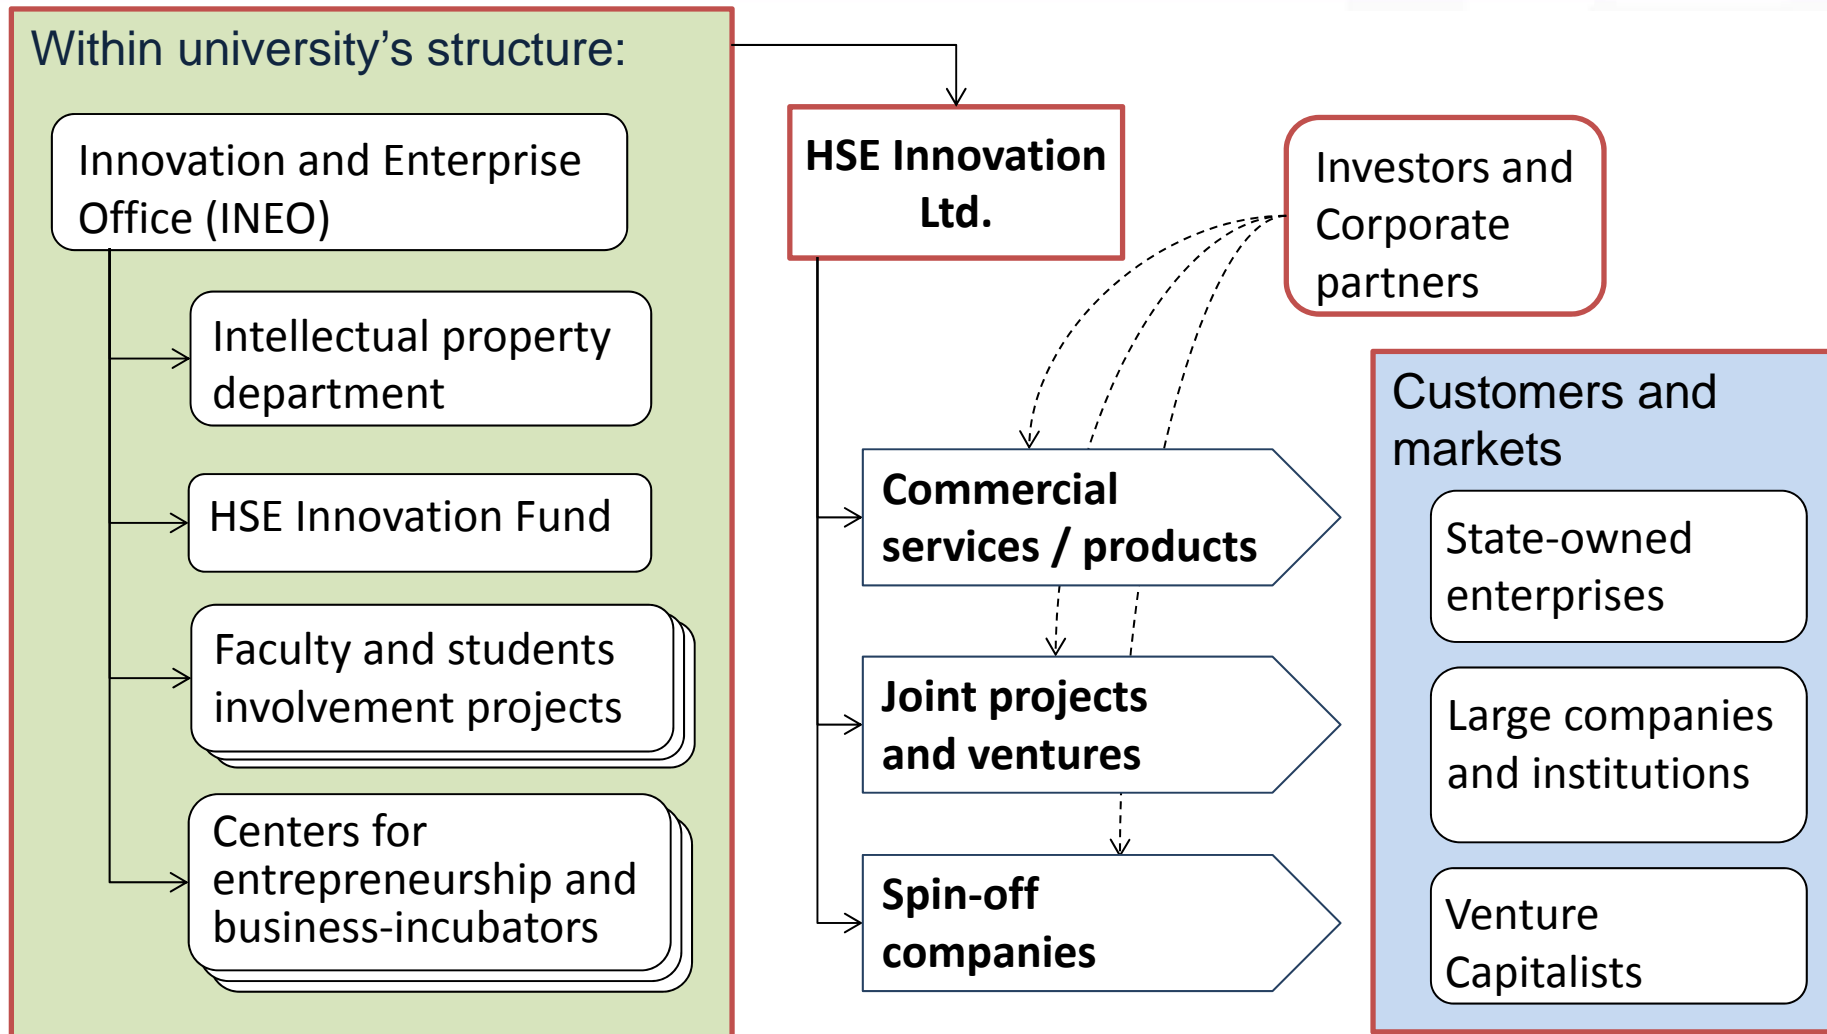 Within university’s structure:
Innovation and Enterprise
Office (INEO)
Intellectual property
department
HSE Innovation Fund
Faculty and students
involvement projects
Centers for
entrepreneurship and
business-incubators
HSE Innovation
Ltd.
Investors and
Corporate
partners
Commercial
services / products
Joint projects
and ventures
Spin-off
companies
Customers and
markets
State-owned
enterprises
Large companies
and institutions
Venture
Capitalists